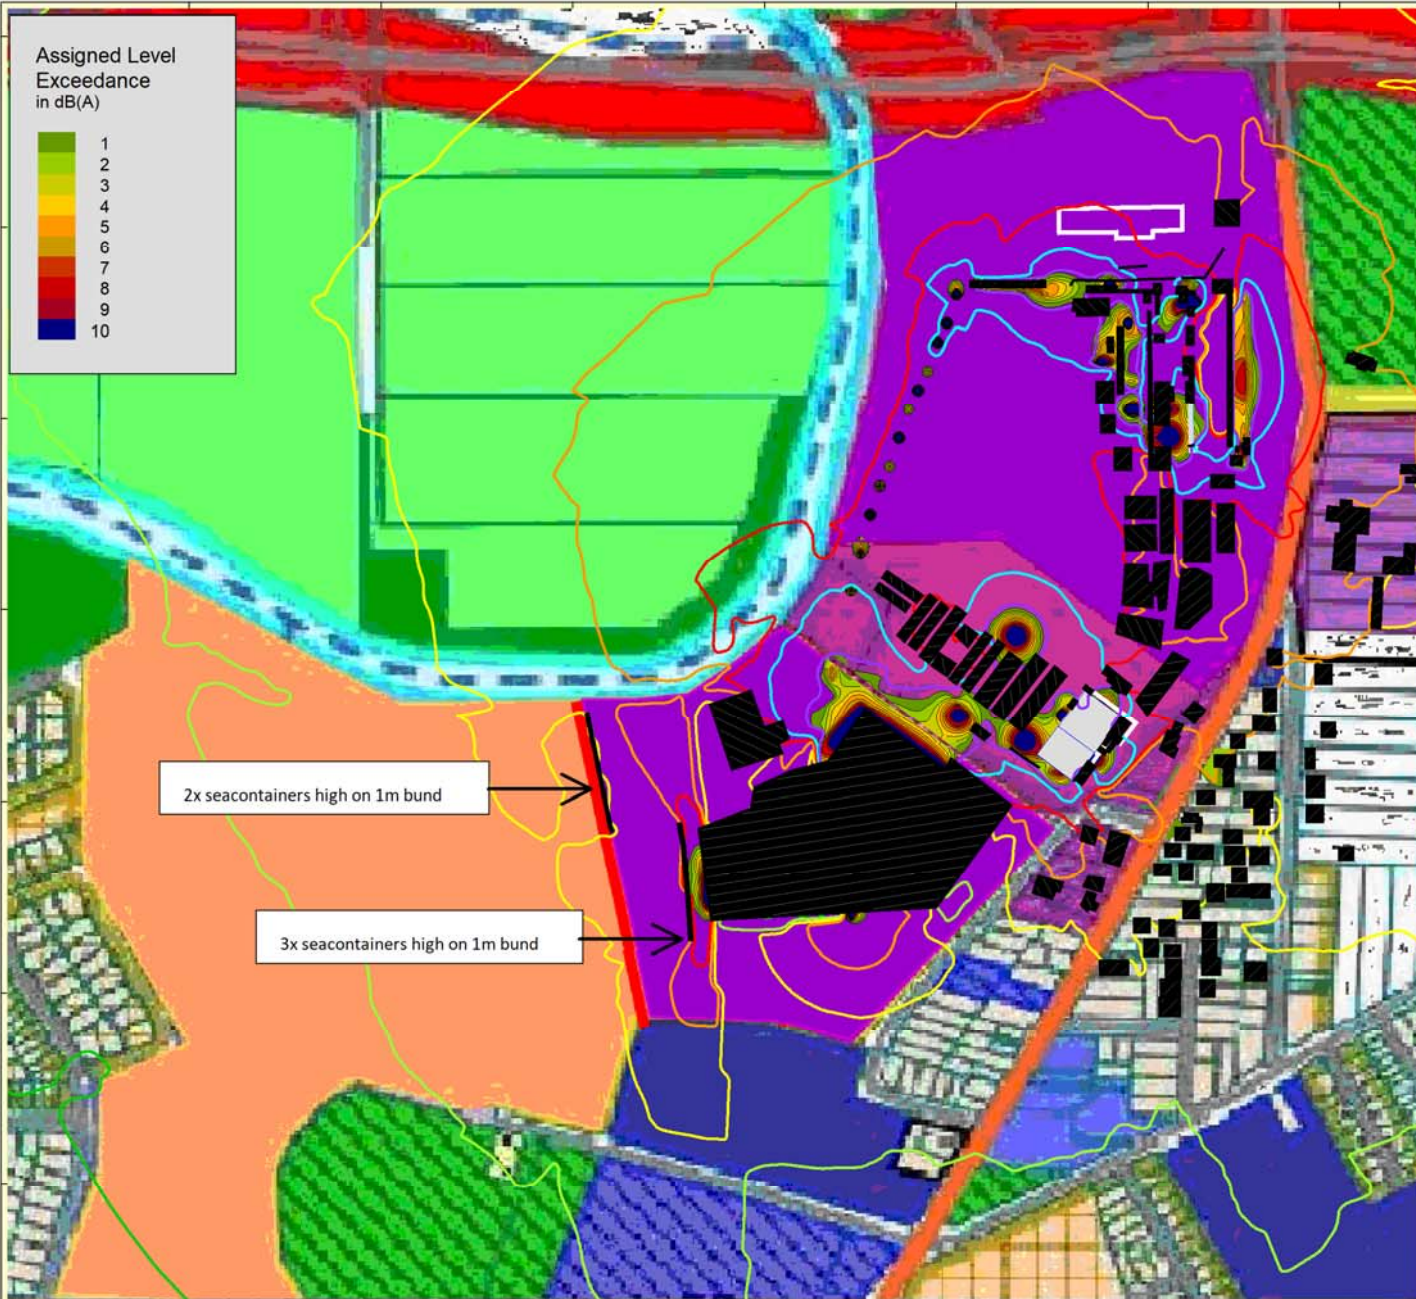 Assigned Level
Exceedance
in dB(A)
1
2
3
4
5
6
7
8
9
10
2x seacontainers high on 1m bund
3x seacontainers high on 1m bund